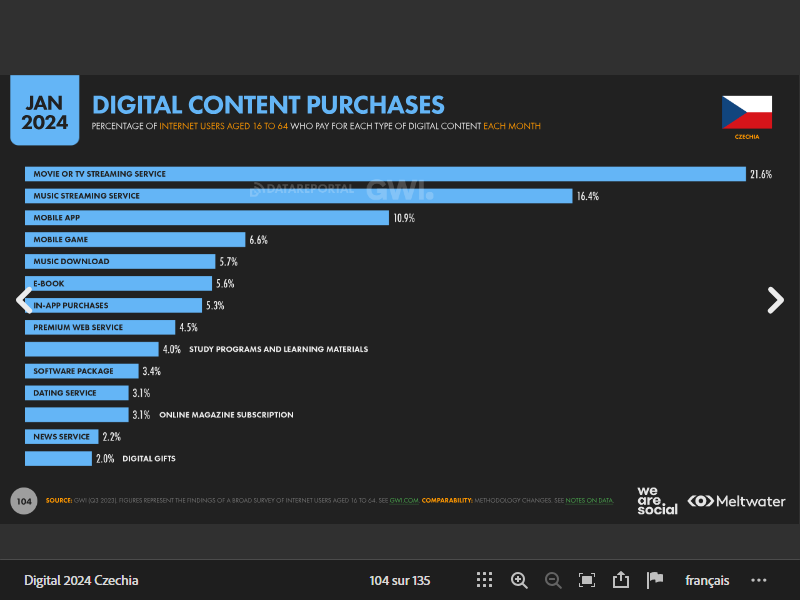 JAN
2024
DIGITAL CONTENT PURCHASES
PERCENTAGE OF INTERNET USERS AGED 16 TO 64 WHO PAY FOR EACH TYPE OF DIGITAL CONTENT EACH MONTH
CZECHIA
MOVIE OR TV STREAMING SERVICE 21.6%
DATAREPORTAL GWI.
MUSIC STREAMING SERVICE 16.4%
MOBILE APP 10.9%
MOBILE GAME 6.6%
MUSIC DOWNLOAD 5.7%
E-BOOK 5.6%
IN-APP PURCHASES 5.3%
PREMIUM WEB SERVICE 4.5%
4.0% STUDY PROGRAMS AND LEARNING MATERIALS
SOFTWARE PACKAGE 3.4%
DATING SERVICE 3.1%
3.1% ONLINE MAGAZINE SUBSCRIPTION
NEWS SERVICE 2.2%
2.0% DIGITAL GIFTS
104 SOURCE: GWI (Q3 2023). FIGURES REPRESENT THE FINDINGS OF A BROAD SURVEY OF INTERNET USERS AGED 16 TO 64. SEE GWI.COM. COMPARABILITY: METHODOLOGY CHANGES. SEE NOTES ON DATA.
we
are.
social
Meltwater
Digital 2024 Czechia 104 sur 135 français